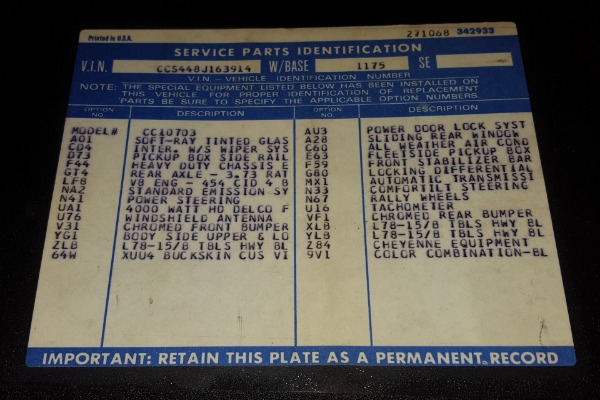 Printed in U.S.A. 271068 342933
SERVICE PARTS IDENTIFICATION
V.I.N. CCS448J163914 W/BASE 1175 SE
V.I.N. - VEHICLE IDENTIFICATION NUMBER
NOTE: THE SPECIAL EQUIPMENT LISTED BELOW HAS BEEN INSTALLED ON
THIS VEHICLE FOR PROPER IDENTIFICATION OF REPLACEMENT
PARTS BE SURE TO SPECIFY THE APPLICABLE OPTION NUMBERS.
OPTION NO DESCRIPTION OPTION NO DESCRIPTION
MODEL# CC10703
A01 SOFT-RAY TINTED GLAS
CD4 INTER. W/S WIPER SYS
D73 PICKUP BOX SIDE RAIL
F44 HEAVY DUTY CHASSIS E
GT4 REAR AXLE - 3.73 RAT
LF8 V8 ENG - 454 CID 4 B
NA2 STANDARD EMISSION SY
N41 POWER STEERING
UA1 4000 WATT HD DELCO F
U76 WINDSHIELD ANTENNA
V31 CHROMED FRONT BUMPER
YG1 BODY SIDE UPPER & LO
ZL8 L78-15/8 TBLS HWY BL
64W XUU4 BUCKSKIN CUS VI
AU3 POWER DOOR LOCK SYST
A28 SLIDING REAR WINDOW
C60 ALL WEATHER AIR COND
E63 FLEETSIDE PICKUP BOX
F59 FRONT STABILIZER BAR
G80 LOCKING DIFFERENTIAL
MX1 AUTOMATIC TRANSMISSI
N33 COMFORTILT STEERING
N67 RALLY WHEELS
U16 TACHOMETER
VF1 CHROMED REAR BUMPER
XL8 L78-15/8 TBLS HWY BL
YL8 L78-15/8 TBLS HWY BL
Z84 CHEYENNE EQUIPMENT
9V1 COLOR COMBINATION-BL
IMPORTANT: RETAIN THIS PLATE AS A PERMANENT RECORD